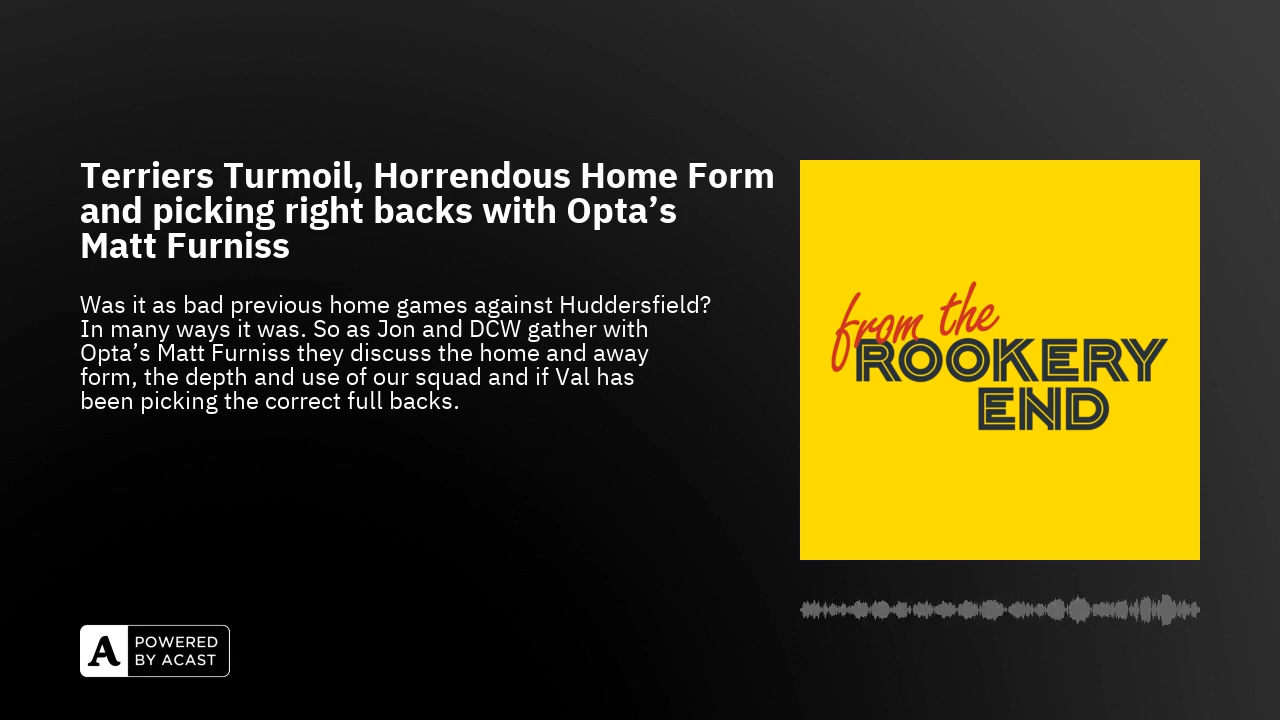 Terriers Turmoil, Horrendous Home Form
and picking right backs with Opta’s
Matt Furniss
Was it as bad previous home games against Huddersfield?
In many ways it was. So as Jon and DCW gather with
Opta’s Matt Furniss they discuss the home and away
form, the depth and use of our squad and if Val has
been picking the correct full backs.
from the
ROOKERY
END
A
POWERED
BY ACAST